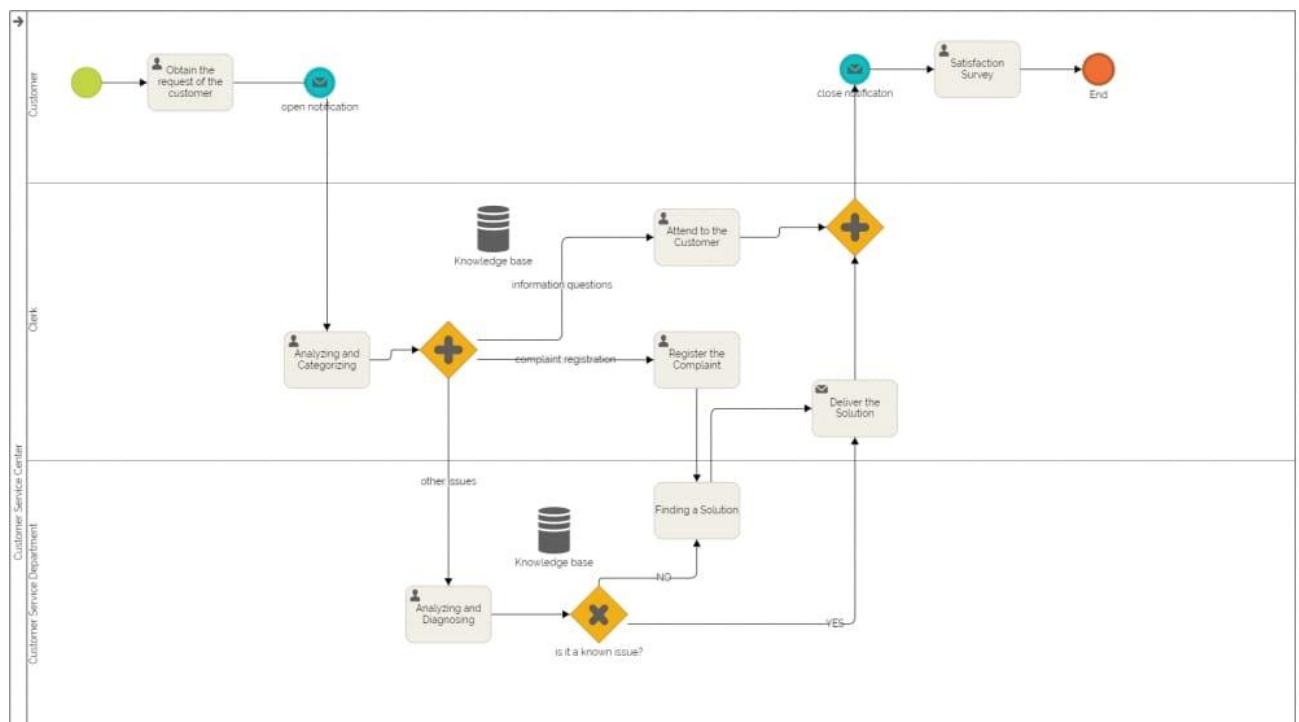 Customer Service Center
Customer
Obtain the
request of the
customer
open notification
close notificaton
Satisfaction
Survey
End
Clerk
Knowledge base
Attend to the
Customer
information questions
Analyzing and
Categorizing
complaint registration
Register the
Complaint
Deliver the
Solution
Customer Service Department
other issues
Finding a Solution
Knowledge base
NO
Analyzing and
Diagnosing
YES
is it a known issue?